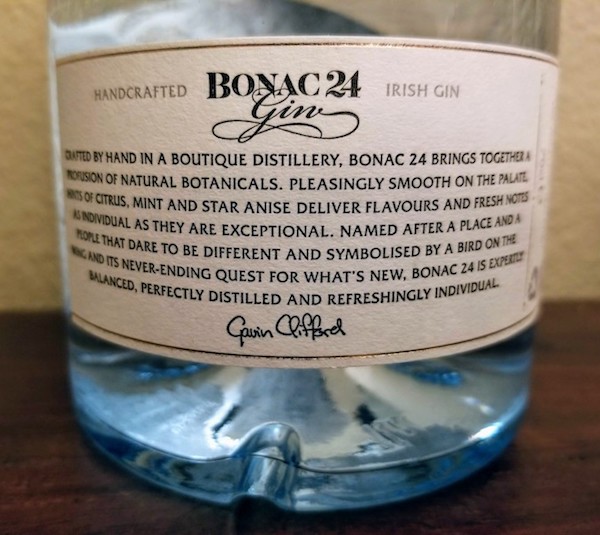 HANDCRAFTED BONAC 24 IRISH GIN
Gin
CRAFTED BY HAND IN A BOUTIQUE DISTILLERY, BONAC 24 BRINGS TOGETHER A
PROFUSION OF NATURAL BOTANICALS. PLEASINGLY SMOOTH ON THE PALATE,
HINTS OF CITRUS, MINT AND STAR ANISE DELIVER FLAVOURS AND FRESH NOTES
AS INDIVIDUAL AS THEY ARE EXCEPTIONAL. NAMED AFTER A PLACE AND A
PEOPLE THAT DARE TO BE DIFFERENT AND SYMBOLISED BY A BIRD ON THE
WING AND ITS NEVER-ENDING QUEST FOR WHAT'S NEW, BONAC 24 IS EXPERTLY
BALANCED, PERFECTLY DISTILLED AND REFRESHINGLY INDIVIDUAL.
Gavin Clifford